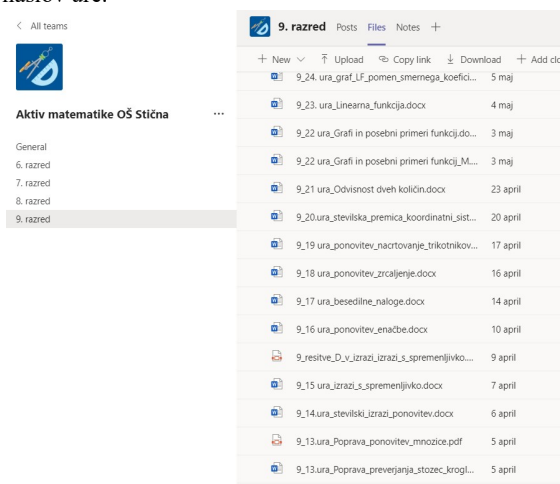 < All teams
Aktiv matematike OŠ Stična ...
General
6. razred
7. razred
8. razred
9. razred
9. razred Posts Files Notes +
+ New Upload Copy link Download + Add clo
9_24. ura_graf_LF_pomen_smernega_koefici... 5 maj
9_23. ura_Linearna_funkcija.docx 4 maj
9_22 ura_Grafi in posebni primeri funkcij.do... 3 maj
9_22 ura_Grafi in posebni primeri funkcij_M.... 3 maj
9_21 ura_Odvisnost dveh količin.docx 23 april
9_20.ura_stevilska_premica_koordinatni_sist... 20 april
9_19 ura_ponovitev_nacrtovanje_trikotnikov... 17 april
9_18 ura_ponovitev_zrcaljenje.docx 16 april
9_17 ura_besedilne_naloge.docx 14 april
9_16 ura_ponovitev_enačbe.docx 10 april
9_resitve_D_v_izrazi_izrazi_s_spremenljivko.... 9 april
9_15 ura_izrazi_s_spremenljivko.docx 7 april
9_14.ura_stevilski_izrazi_ponovitev.docx 6 april
9_13.ura_Poprava_ponovitev_mnozice.pdf 5 april
9_13.ura_Poprava_preverjanja_stozec_krogl... 5 april